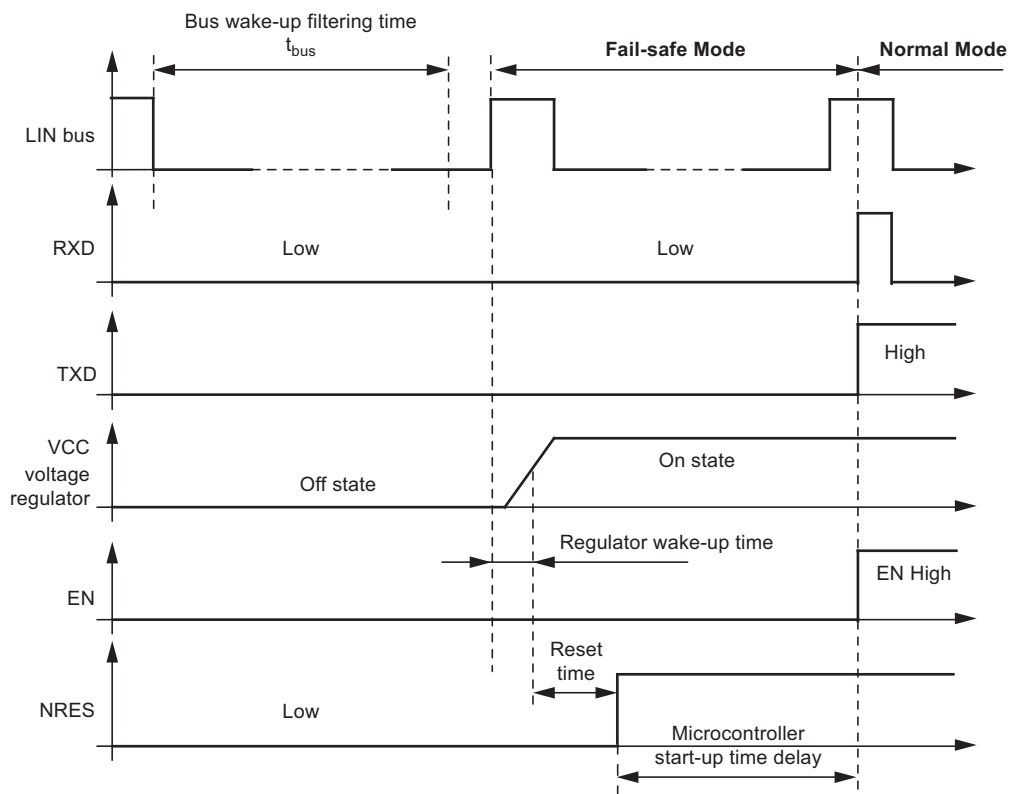 Bus wake-up filtering time
tbus
Fail-safe Mode
Normal Mode
LIN bus
RXD
Low
Low
TXD
High
VCC
voltage
regulator
Off state
On state
Regulator wake-up time
EN
EN High
Reset
time
NRES
Low
Microcontroller
start-up time delay